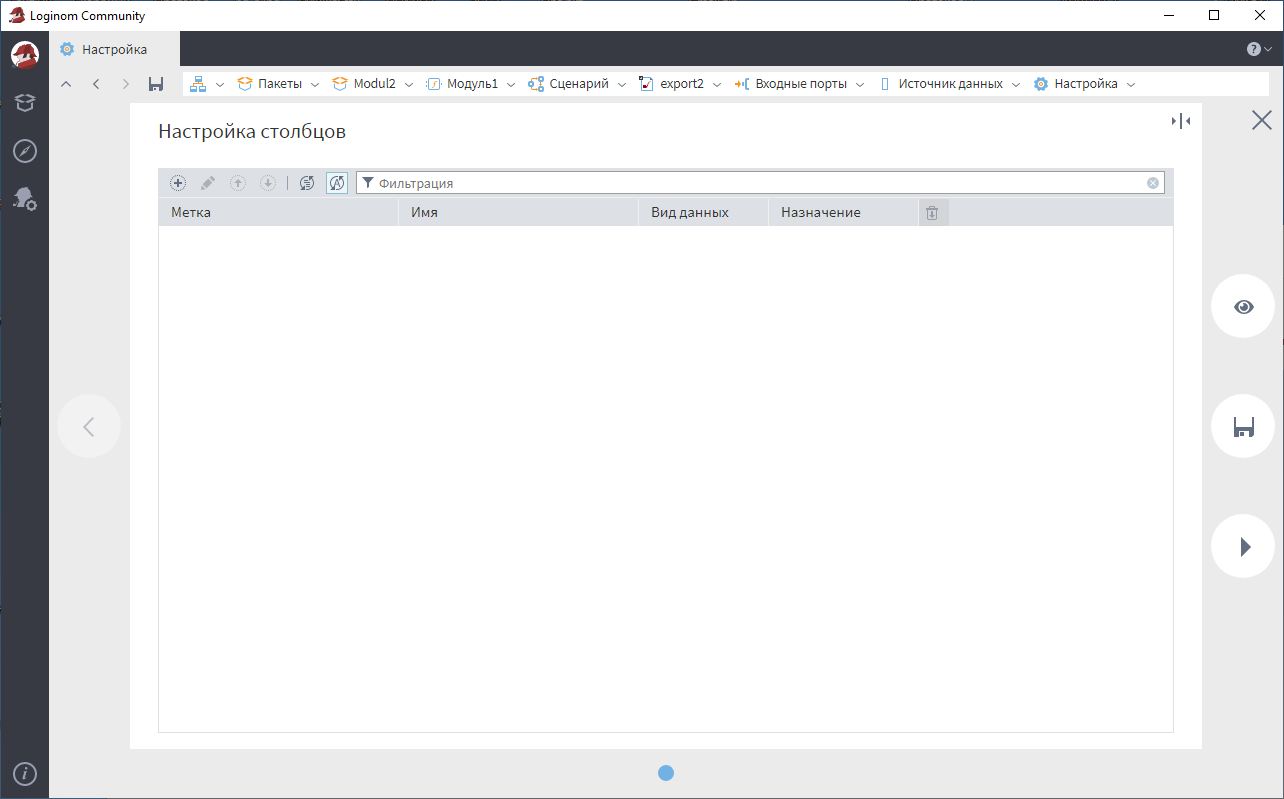 Loginom Community
Настройка
Пакеты Modul2 Модуль1 Сценарий export2 Входные порты Источник данных Настройка
Настройка столбцов
Фильтрация
Метка Имя Вид данных Назначение